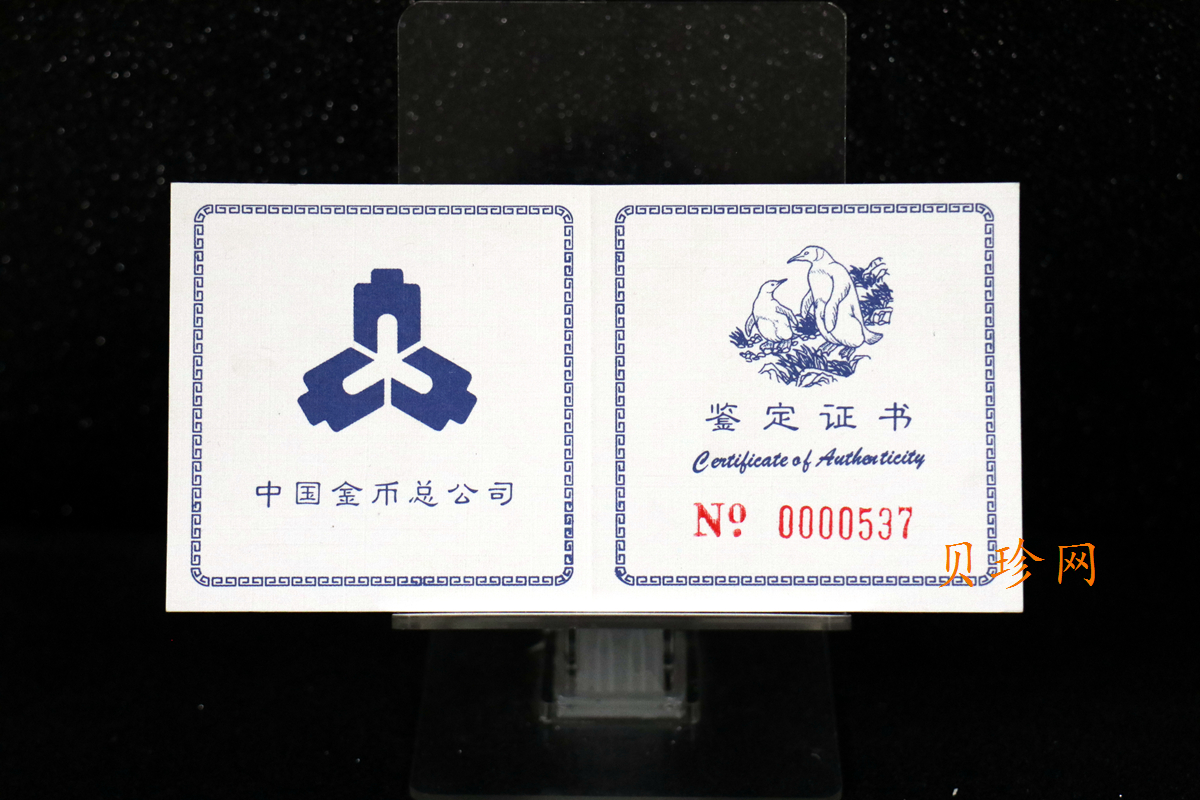 中国金币总公司
鉴定证书
Certificate of Authenticity
Nº 0000537
贝珍网